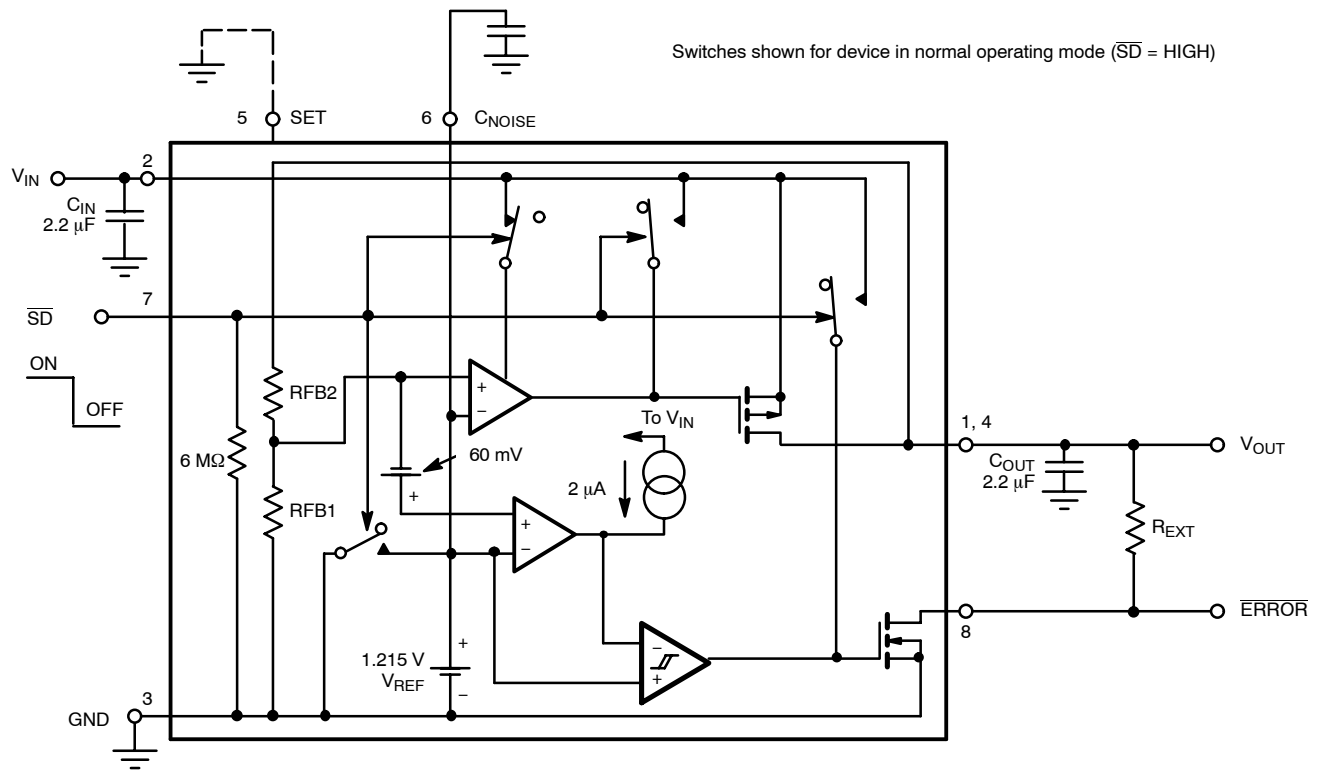 Switches shown for device in normal operating mode (SD = HIGH)
5 SET
6 CNOISE
VIN
2
CIN
2.2 μF
SD
7
ON
OFF
RFB2
+
−
To VIN
6 MΩ
60 mV
+
2 μA
RFB1
+
−
1, 4
VOUT
COUT
2.2 μF
REXT
ERROR
8
−
+
1.215 V
VREF
+
−
GND
3